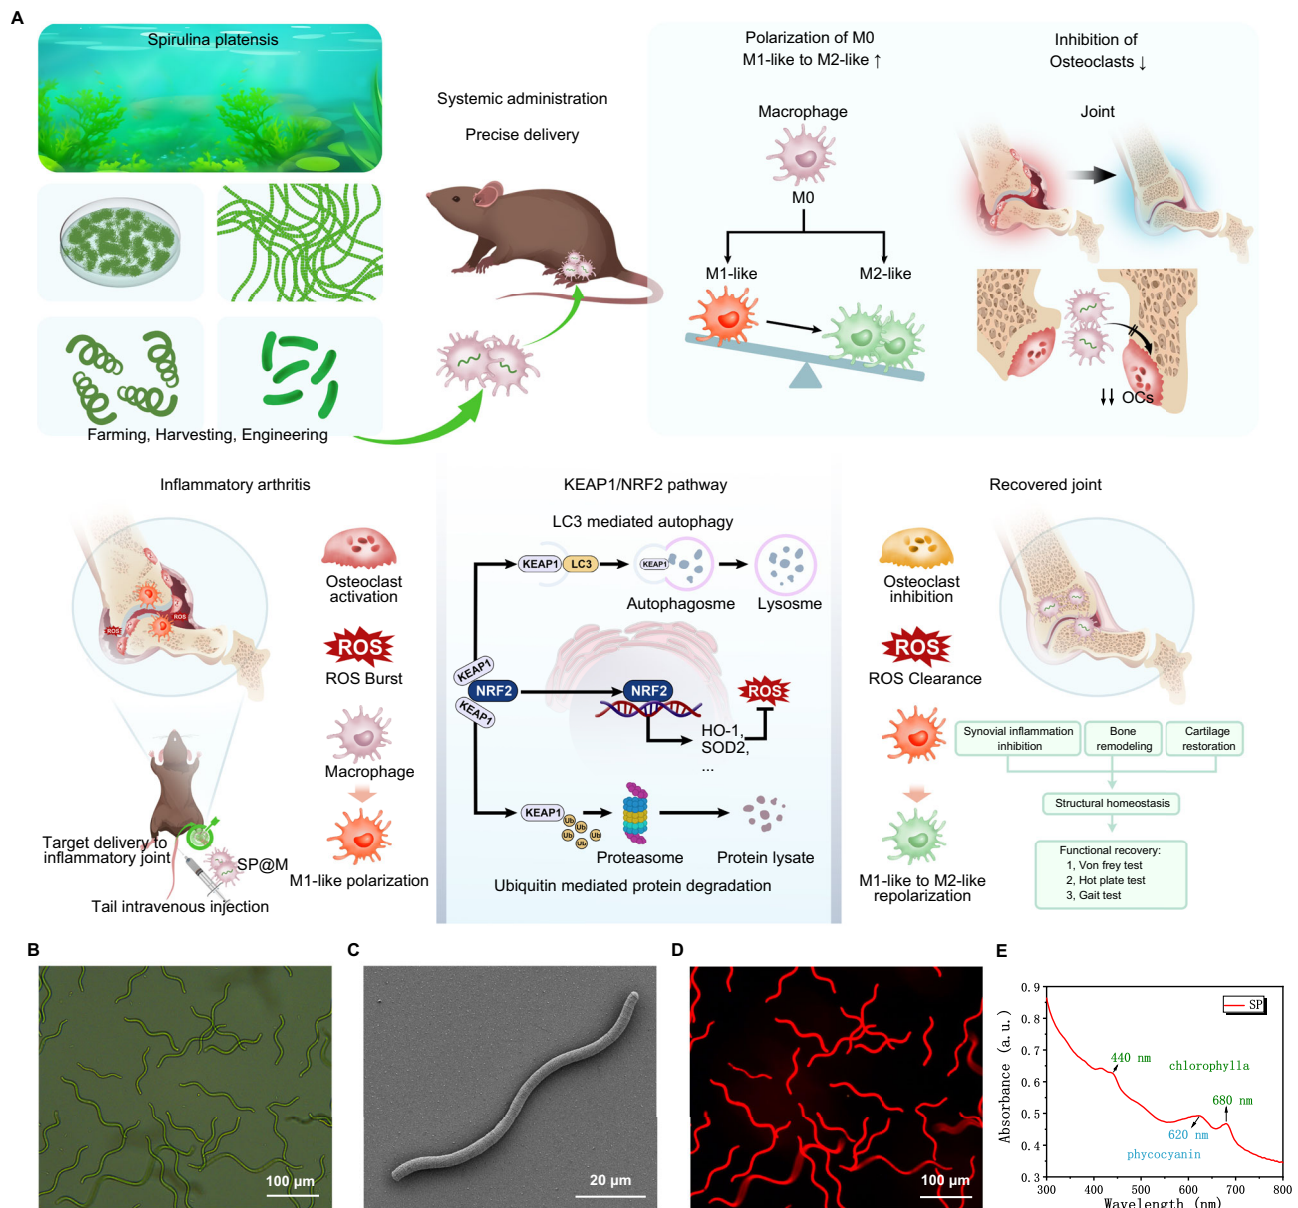 A
Spirulina platensis
Farming, Harvesting, Engineering
Systemic administration
Precise delivery
Polarization of M0
M1-like to M2-like ↑
Macrophage
M0
M1-like
M2-like
Inhibition of
Osteoclasts ↓
Joint
↓↓ OCs
Inflammatory arthritis
ROS
ROS
Osteoclast
activation
ROS
ROS Burst
Macrophage
M1-like polarization
Target delivery to
inflammatory joint
SP@M
Tail intravenous injection
KEAP1/NRF2 pathway
LC3 mediated autophagy
KEAP1
LC3
KEAP1
Autophagosme
Lysosme
KEAP1
NRF2
KEAP1
NRF2
ROS
HO-1,
SOD2,
...
KEAP1
Ub
Ub
Ub
Ub
Ub
Ub
Proteasome
Protein lysate
Ubiquitin mediated protein degradation
Recovered joint
Osteoclast
inhibition
ROS
ROS Clearance
M1-like to M2-like
repolarization
Synovial inflammation
inhibition
Bone
remodeling
Cartilage
restoration
Structural homeostasis
Functional recovery:
1, Von frey test
2, Hot plate test
3, Gait test
B
100 µm
C
20 µm
D
100 µm
E
Absorbance (a.u.)
0.9
0.8
0.7
0.6
0.5
0.4
0.3
SP
440 nm
chlorophylla
680 nm
620 nm
phycocyanin
300
400
500
600
700
800
Wavelength (nm)